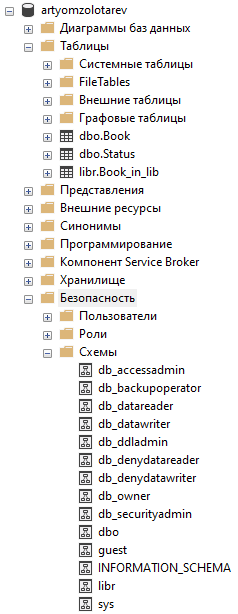 artyomzolotarev
Диаграммы баз данных
Таблицы
Системные таблицы
FileTables
Внешние таблицы
Графовые таблицы
dbo.Book
dbo.Status
libr.Book_in_lib
Представления
Внешние ресурсы
Синонимы
Программирование
Компонент Service Broker
Хранилище
Безопасность
Пользователи
Роли
Схемы
db_accessadmin
db_backupoperator
db_datareader
db_datawriter
db_ddladmin
db_denydatareader
db_denydatawriter
db_owner
db_securityadmin
dbo
guest
INFORMATION_SCHEMA
libr
sys